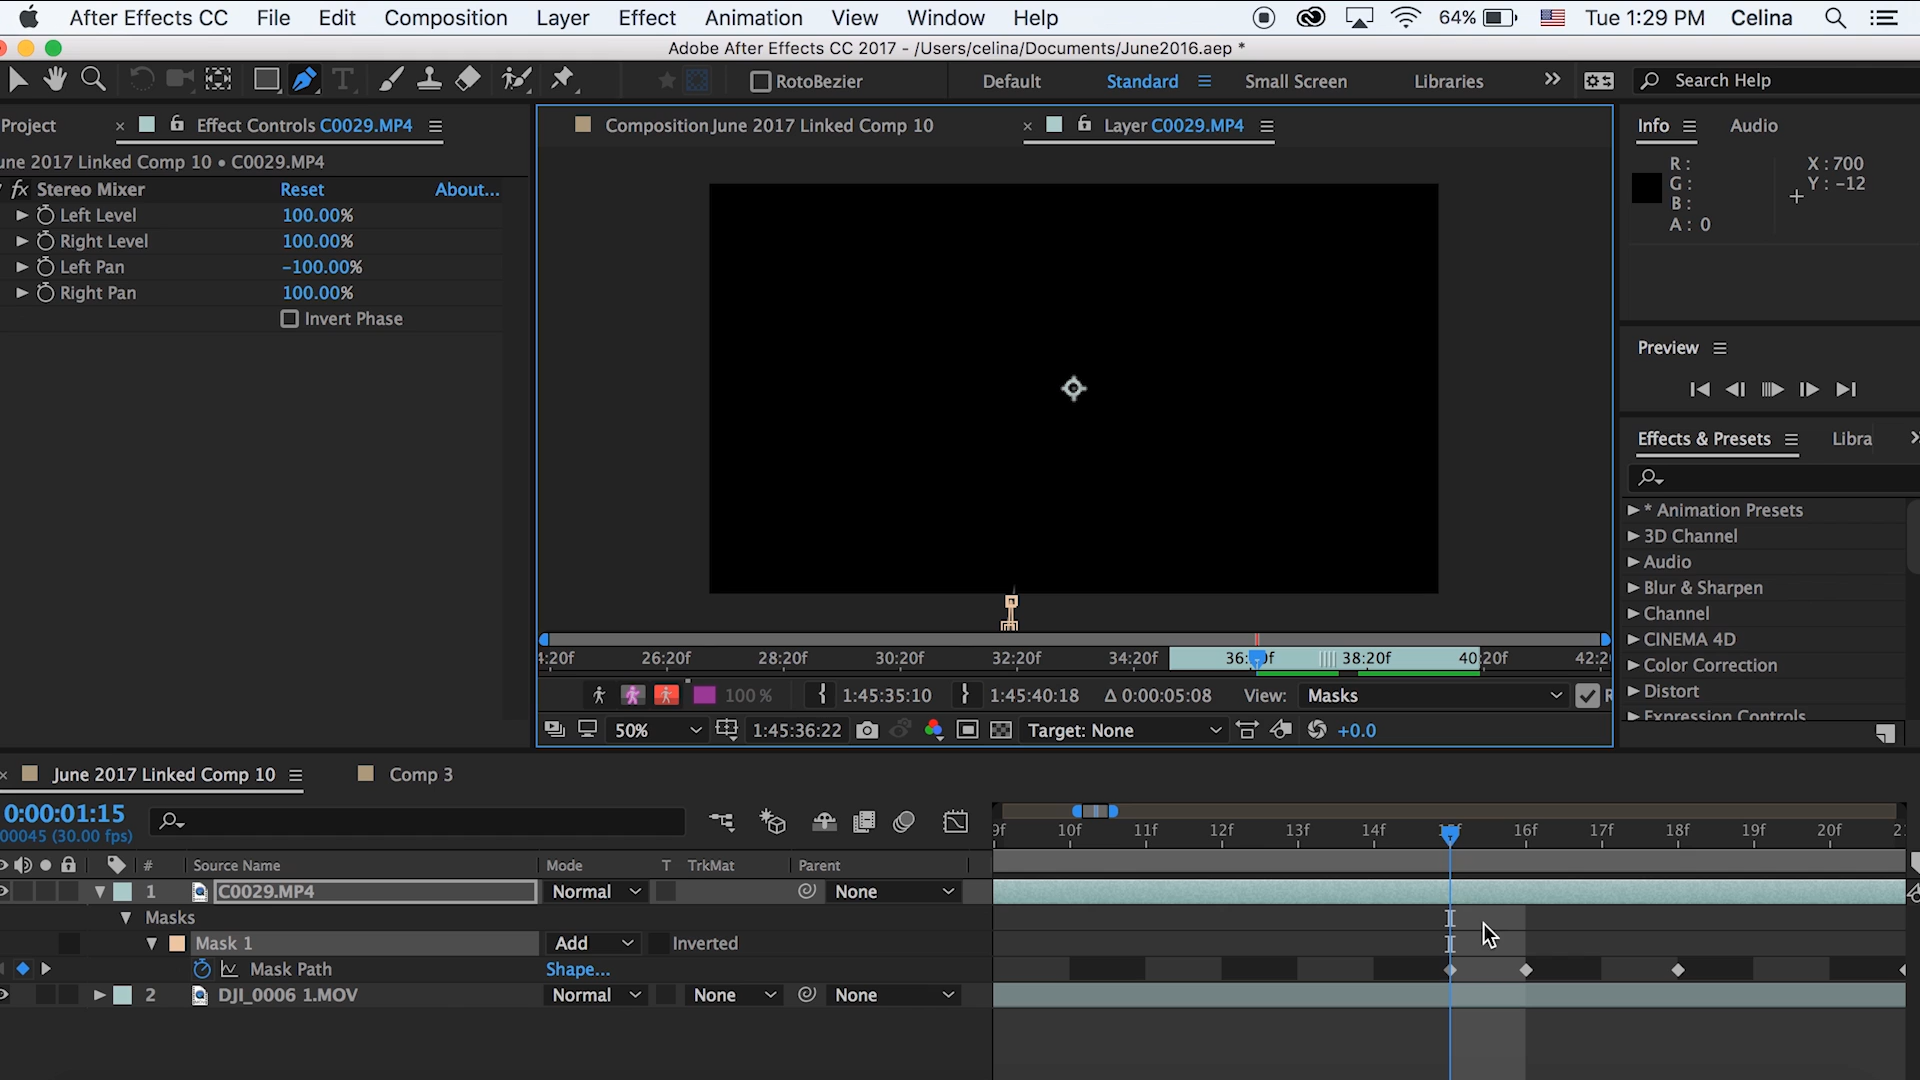 After Effects CC File Edit Composition Layer Effect Animation View Window Help 64% Tue 1:29 PM Celina
Adobe After Effects CC 2017 - /Users/celina/Documents/June2016.aep *
RotoBezier Default Standard Small Screen Libraries Search Help
Project Effect Controls C0029.MP4
une 2017 Linked Comp 10 • C0029.MP4
fx Stereo Mixer Reset About...
Left Level 100.00%
Right Level 100.00%
Left Pan -100.00%
Right Pan 100.00%
Invert Phase
Composition June 2017 Linked Comp 10 Layer C0029.MP4
4:20f 26:20f 28:20f 30:20f 32:20f 34:20f 38:20f 42:2
100 % 1:45:35:10 1:45:40:18 Δ 0:00:05:08 View: Masks R
50% 1:45:36:22 Target: None +0.0
Info Audio
R : X : 700
G : Y : -12
B :
A : 0
Preview
Effects & Presets Libra
* Animation Presets
3D Channel
Audio
Blur & Sharpen
Channel
CINEMA 4D
Color Correction
Distort
Expression Controls
June 2017 Linked Comp 10 Comp 3
0:00:01:15
00045 (30.00 fps)
9f 10f 11f 12f 13f 14f 16f 17f 18f 19f 20f 21
# Source Name Mode T TrkMat Parent
1 C0029.MP4 Normal None
Masks
Mask 1 Add Inverted
Mask Path Shape...
2 DJI_0006 1.MOV Normal None None